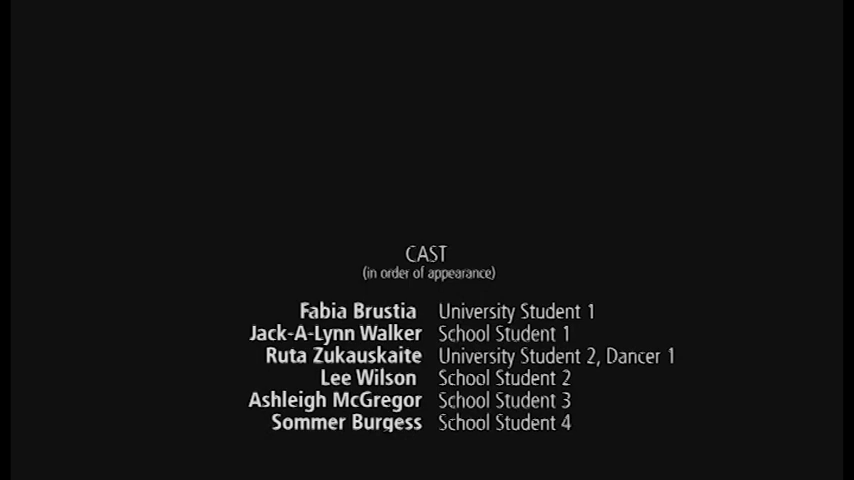 CAST
(in order of appearance)
Fabia Brustia University Student 1
Jack-A-Lynn Walker School Student 1
Ruta Zukauskaite University Student 2, Dancer 1
Lee Wilson School Student 2
Ashleigh McGregor School Student 3
Sommer Burgess School Student 4